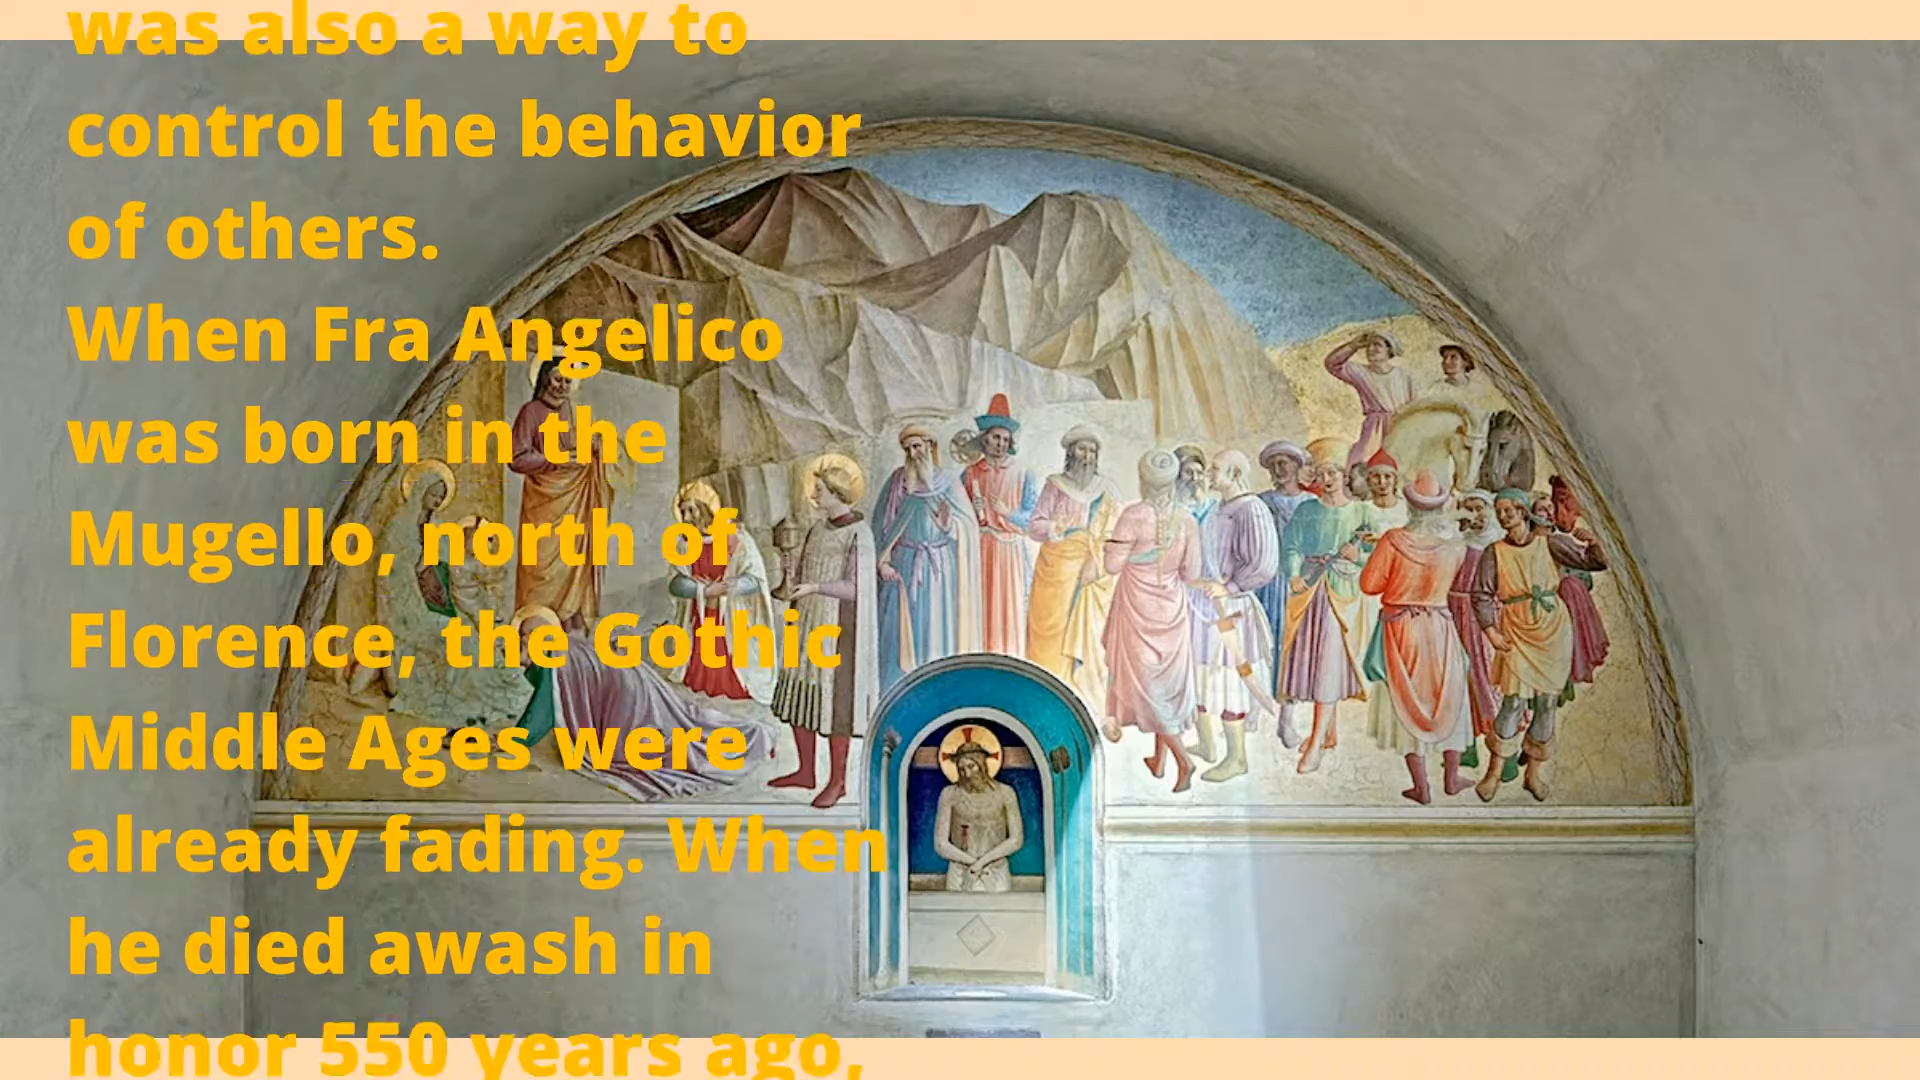 was also a way to
control the behavior
of others.
When Fra Angelico
was born in the
Mugello, north of
Florence, the Gothic
Middle Ages were
already fading. When
he died awash in
honor 550 years ago,